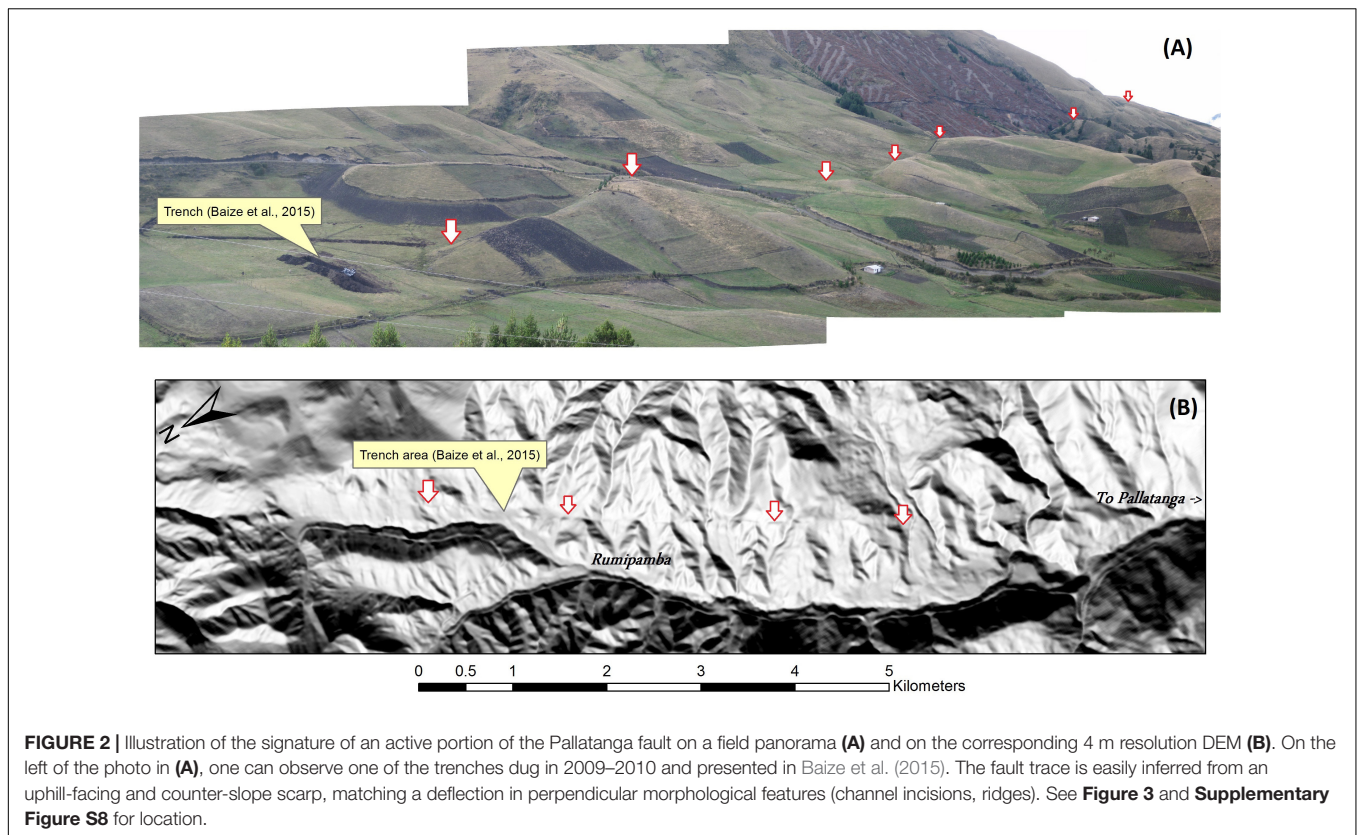 (A)
Trench (Baize et al., 2015)
(B)
N
Trench area (Baize et al., 2015)
To Pallatanga ->
Rumipamba
0 0.5 1 2 3 4 5
Kilometers
FIGURE 2 | Illustration of the signature of an active portion of the Pallatanga fault on a field panorama (A) and on the corresponding 4 m resolution DEM (B). On the
left of the photo in (A), one can observe one of the trenches dug in 2009–2010 and presented in Baize et al. (2015). The fault trace is easily inferred from an
uphill-facing and counter-slope scarp, matching a deflection in perpendicular morphological features (channel incisions, ridges). See Figure 3 and Supplementary
Figure S8 for location.